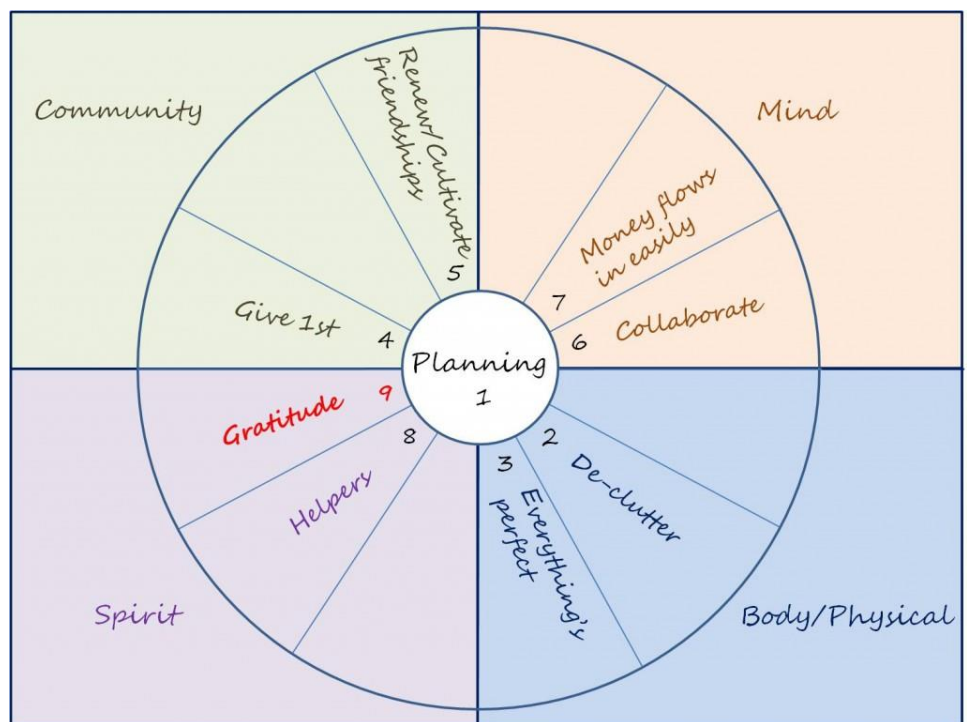 Community
Renew/Cultivate
friendships
5
Give 1st
4
Mind
Money flows
in easily
7
Collaborate
6
Planning
1
Gratitude
9
Helpers
8
Spirit
2
De-clutter
3
Everything's
perfect
Body/Physical